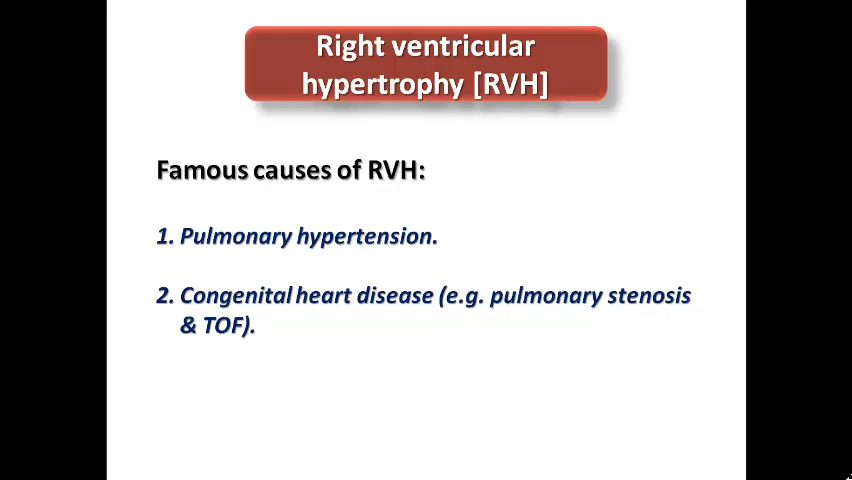 Right ventricular
hypertrophy [RVH]
Famous causes of RVH:
1. Pulmonary hypertension.
2. Congenital heart disease (e.g. pulmonary stenosis
& TOF).